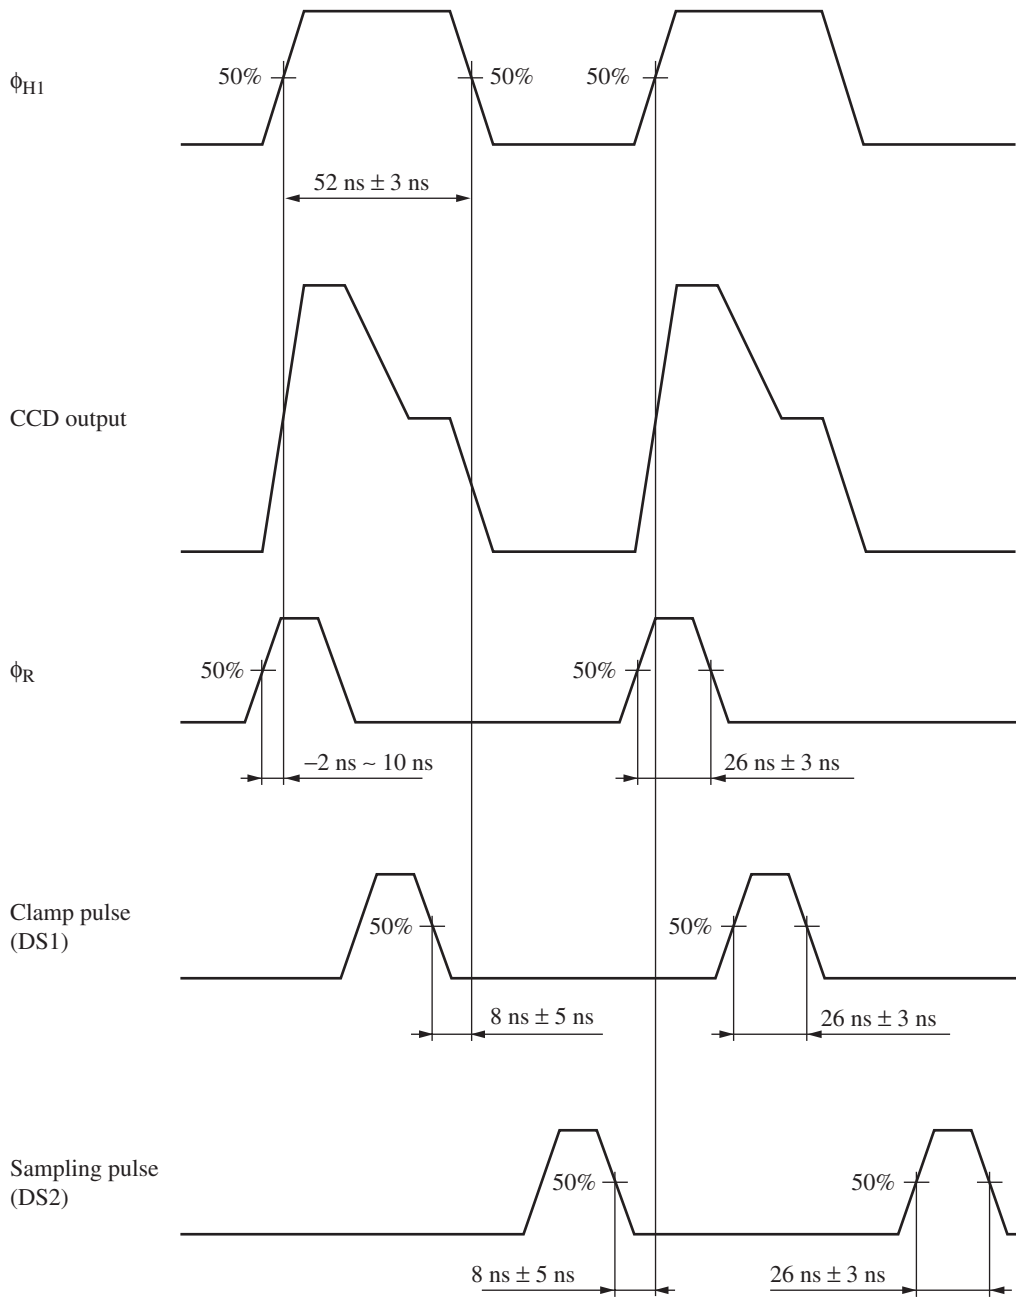 ϕH1
50%
50%
50%
52 ns ± 3 ns
CCD output
ϕR
50%
50%
−2 ns ~ 10 ns
26 ns ± 3 ns
Clamp pulse
(DS1)
50%
50%
8 ns ± 5 ns
26 ns ± 3 ns
Sampling pulse
(DS2)
50%
50%
8 ns ± 5 ns
26 ns ± 3 ns